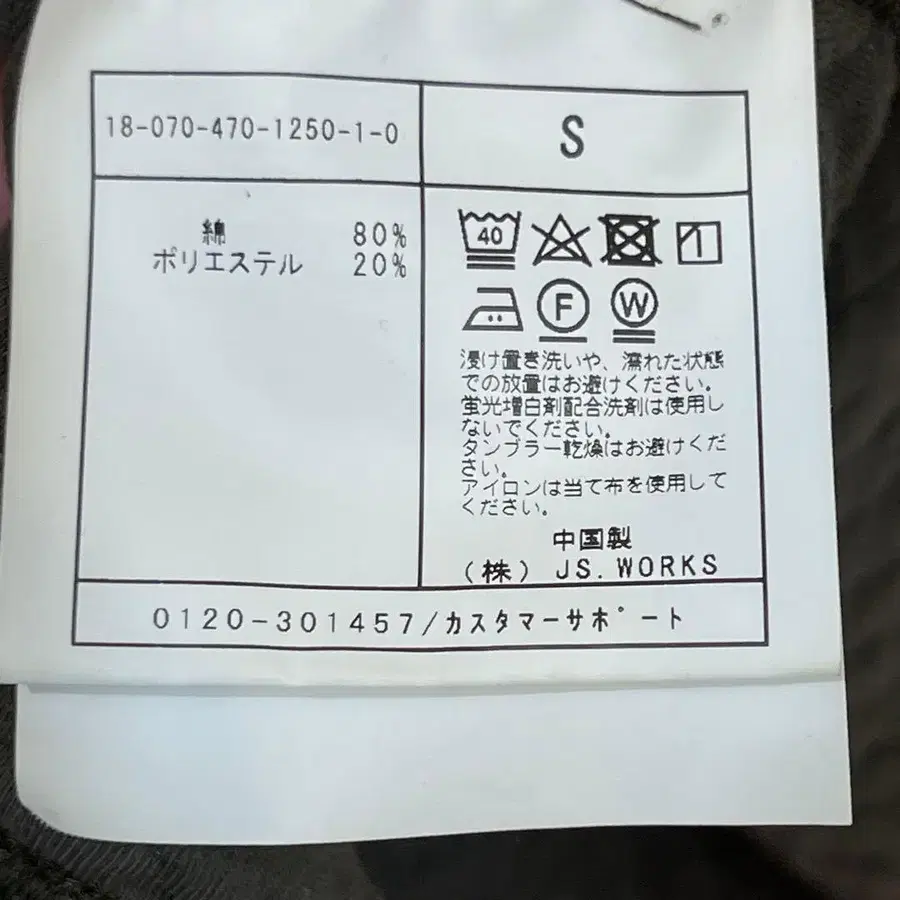 18-070-470-1250-1-0
S
綿 80%
ポリエステル 20%
40
F
W
浸け置き洗いや、濡れた状態
での放置はお避けください。
蛍光増白剤配合洗剤は使用し
ないでください。
タンブラー乾燥はお避けくだ
さい。
アイロンは当て布を使用して
ください。
中国製
(株) JS.WORKS
0120-301457/カスタマーサポート